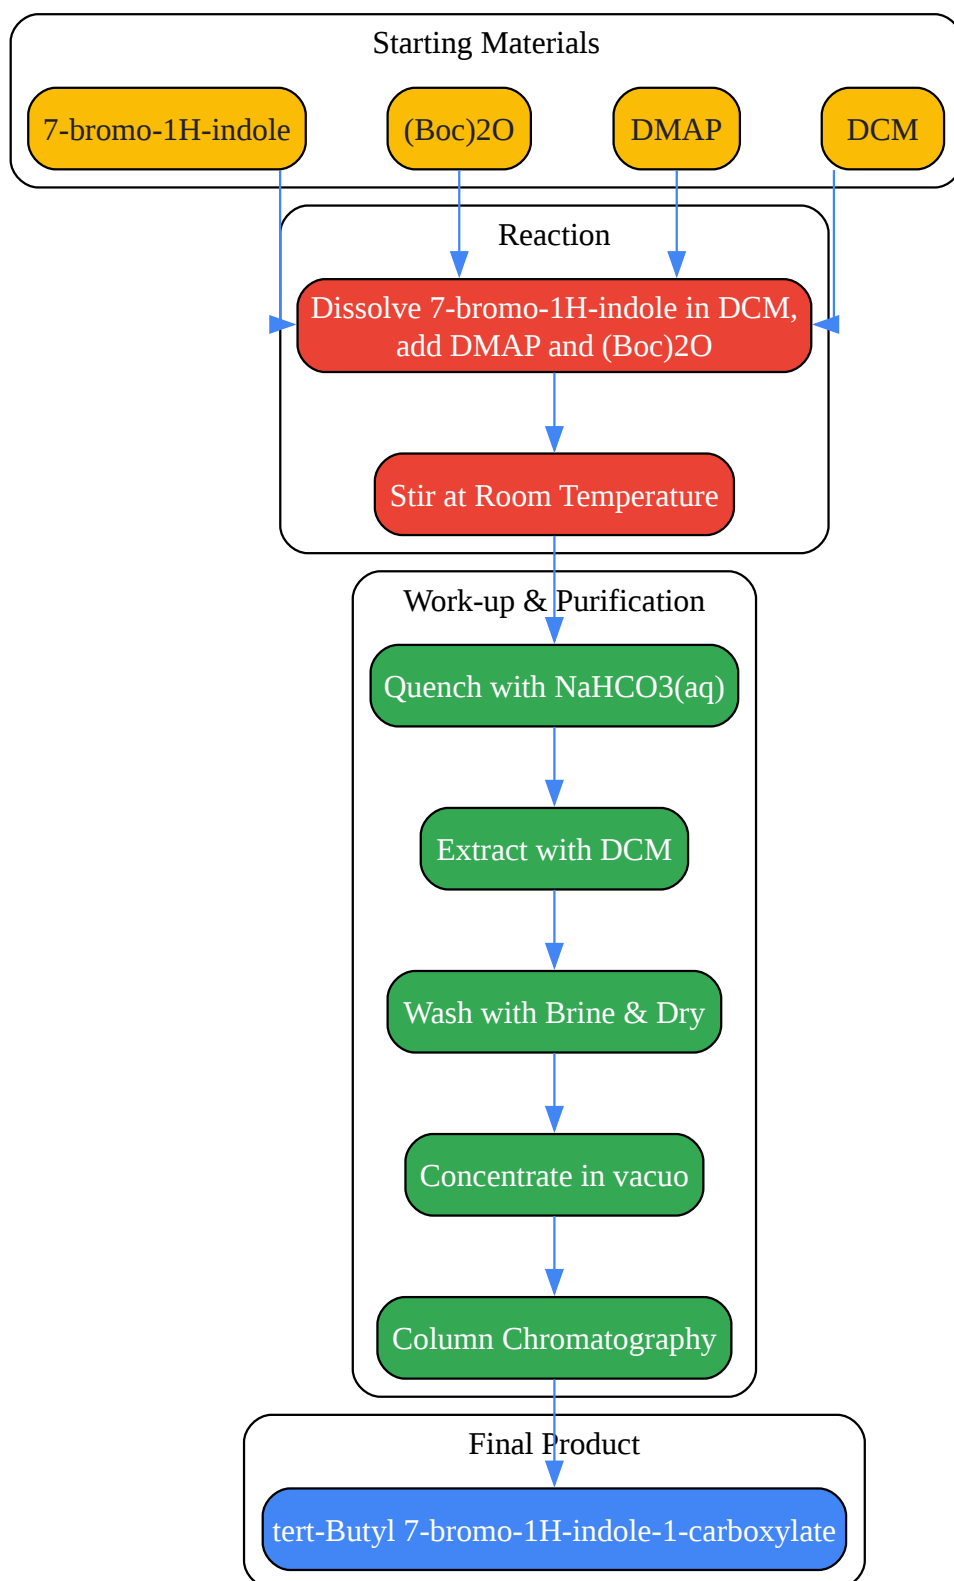 Starting Materials
7-bromo-1H-indole
(Boc)2O
DMAP
DCM
Reaction
Dissolve 7-bromo-1H-indole in DCM,
add DMAP and (Boc)2O
Stir at Room Temperature
Work-up & Purification
Quench with NaHCO3(aq)
Extract with DCM
Wash with Brine & Dry
Concentrate in vacuo
Column Chromatography
Final Product
tert-Butyl 7-bromo-1H-indole-1-carboxylate